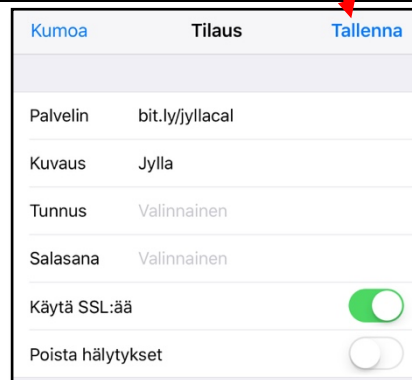 Kumoa Tilaus Tallenna
Palvelin bit.ly/jyllacal
Kuvaus Jylla
Tunnus Valinnainen
Salasana Valinnainen
Käytä SSL:ää
Poista hälytykset